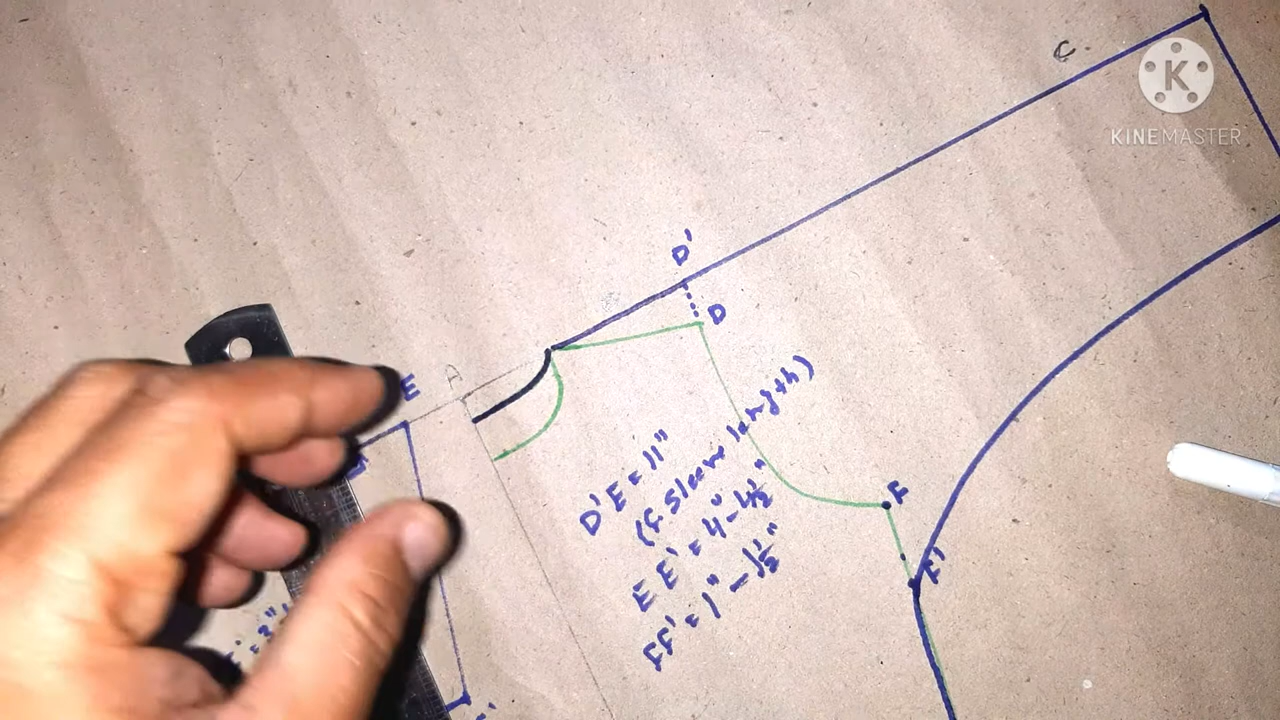 C
K
KINEMASTER
D'
D
A
E
D'E = 11"
(F. Sleeve length)
EE' = 4" - 4½"
FF' = 1" - 1½"
F
F'